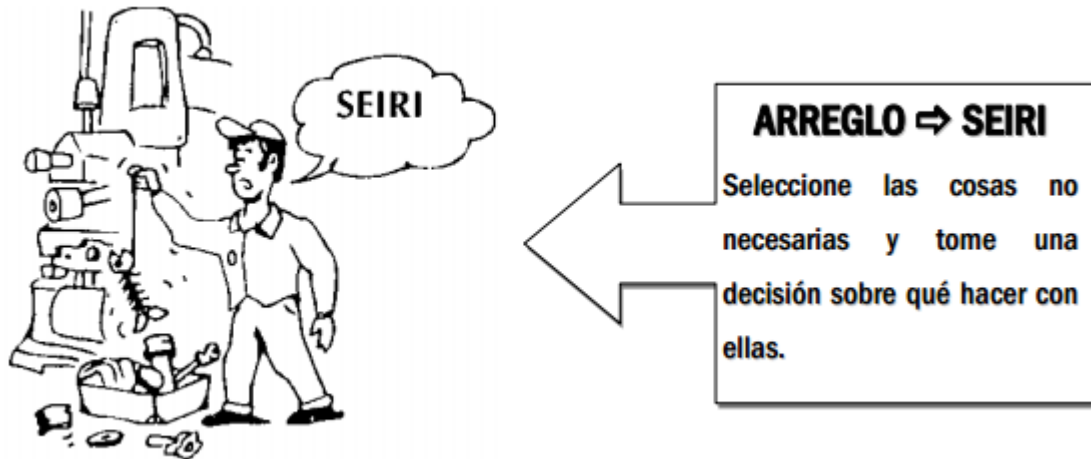 SEIRI
ARREGLO ⇨ SEIRI
Seleccione las cosas no
necesarias y tome una
decisión sobre qué hacer con
ellas.